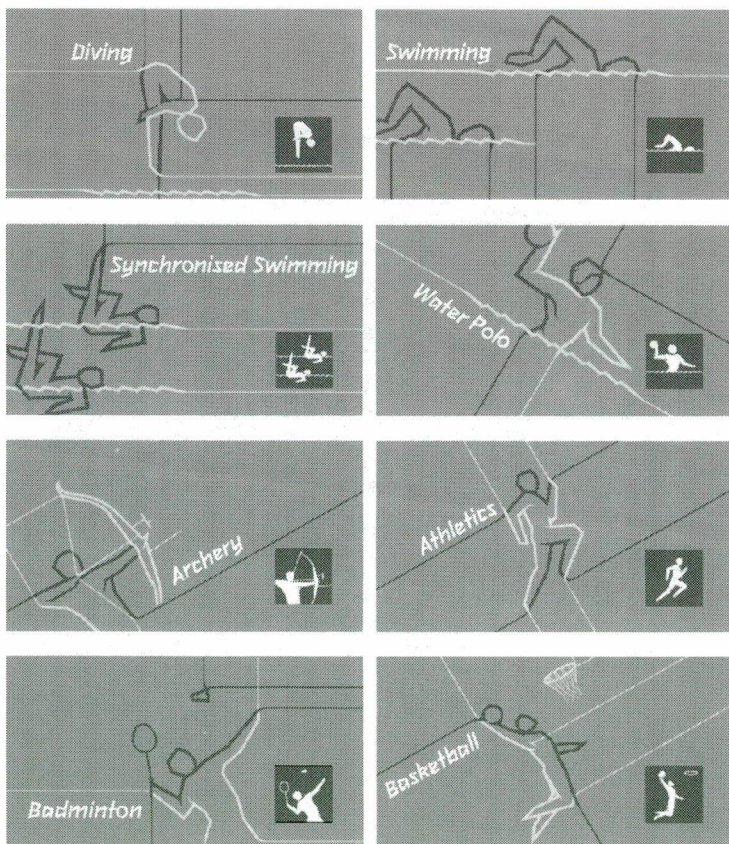 Diving
Swimming
Synchronised Swimming
Water Polo
Archery
Athletics
Badminton
Basketball